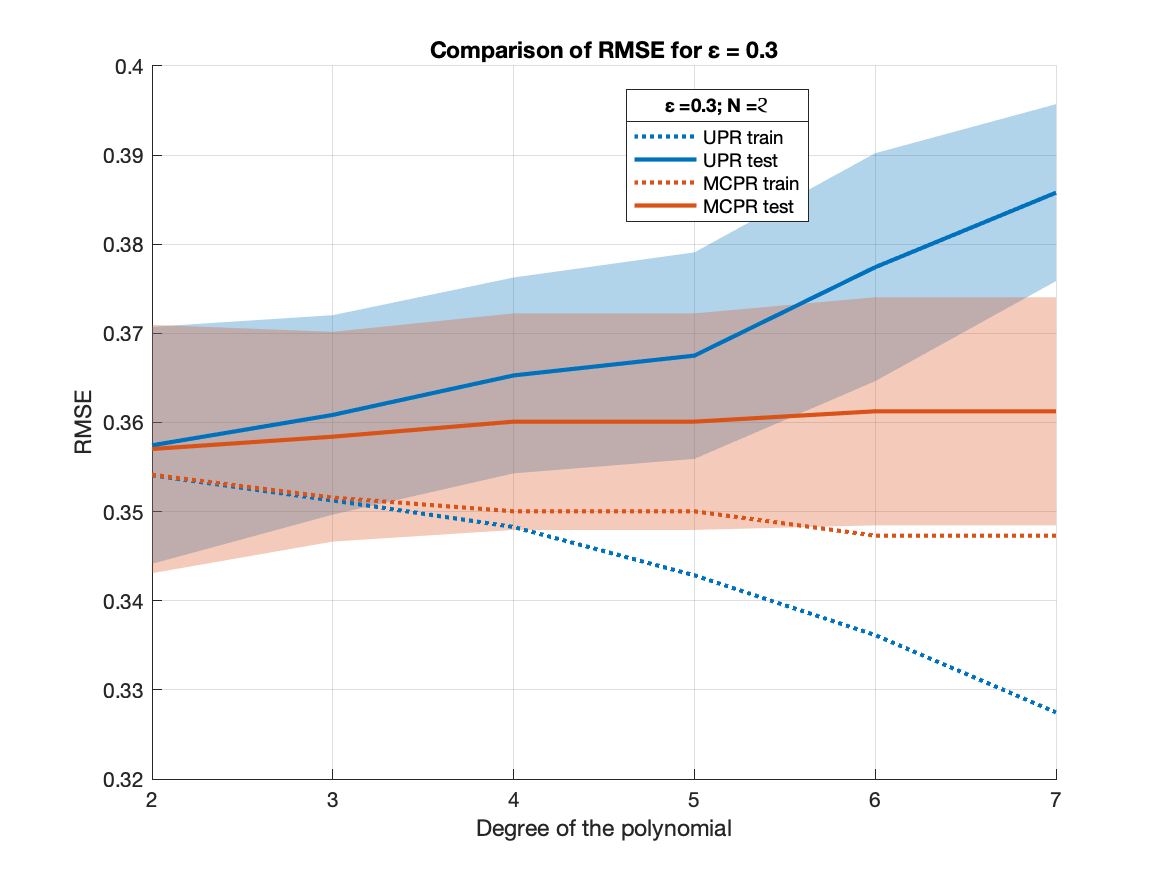 Comparison of RMSE for ε = 0.3
0.4
0.39
0.38
0.37
0.36
0.35
0.34
0.33
0.32
RMSE
ε =0.3; N =
UPR train
UPR test
MCPR train
MCPR test
2
3
4
5
6
7
Degree of the polynomial